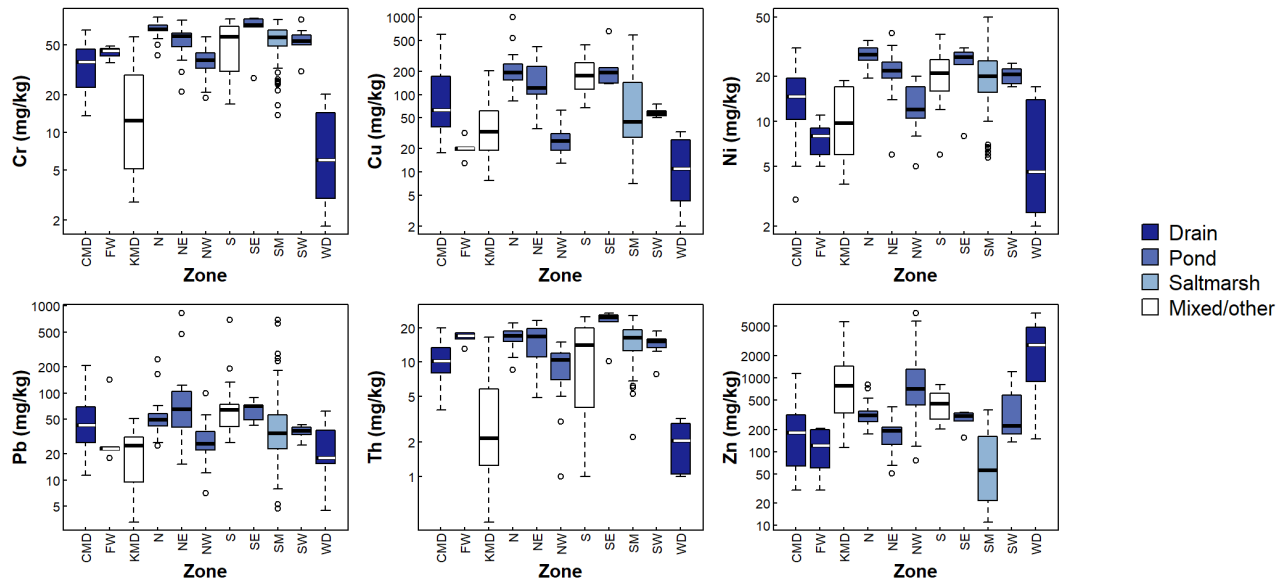 Cr (mg/kg)
50
20
10
5
2
CMD FW KMD N NE NW S SE SM SW WD
Zone
Cu (mg/kg)
1000
500
200
100
50
20
10
5
2
CMD FW KMD N NE NW S SE SM SW WD
Zone
Ni (mg/kg)
50
20
10
5
2
CMD FW KMD N NE NW S SE SM SW WD
Zone
Drain
Pond
Saltmarsh
Mixed/other
Pb (mg/kg)
1000
500
200
100
50
20
10
5
CMD FW KMD N NE NW S SE SM SW WD
Zone
Th (mg/kg)
20
10
5
2
1
CMD FW KMD N NE NW S SE SM SW WD
Zone
Zn (mg/kg)
5000
2000
1000
500
200
100
50
20
10
CMD FW KMD N NE NW S SE SM SW WD
Zone